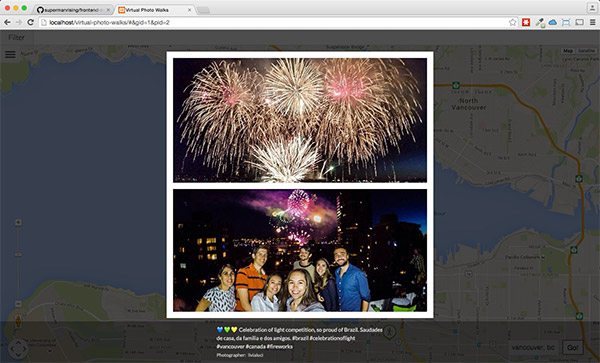 supermanrising/frontend-n
Virtual Photo Walks
localhost/virtual-photo-walks/#&gid=1&pid=2
Filter
Map
Satellite
North
Vancouver
💙💚💛 Celebration of light competition, so proud of Brazil. Saudades
de casa, da família e dos amigos. #brazil #celebrationoflight
#vancouver #canada #fireworks
Photographer:
vancouver, bc
Go!